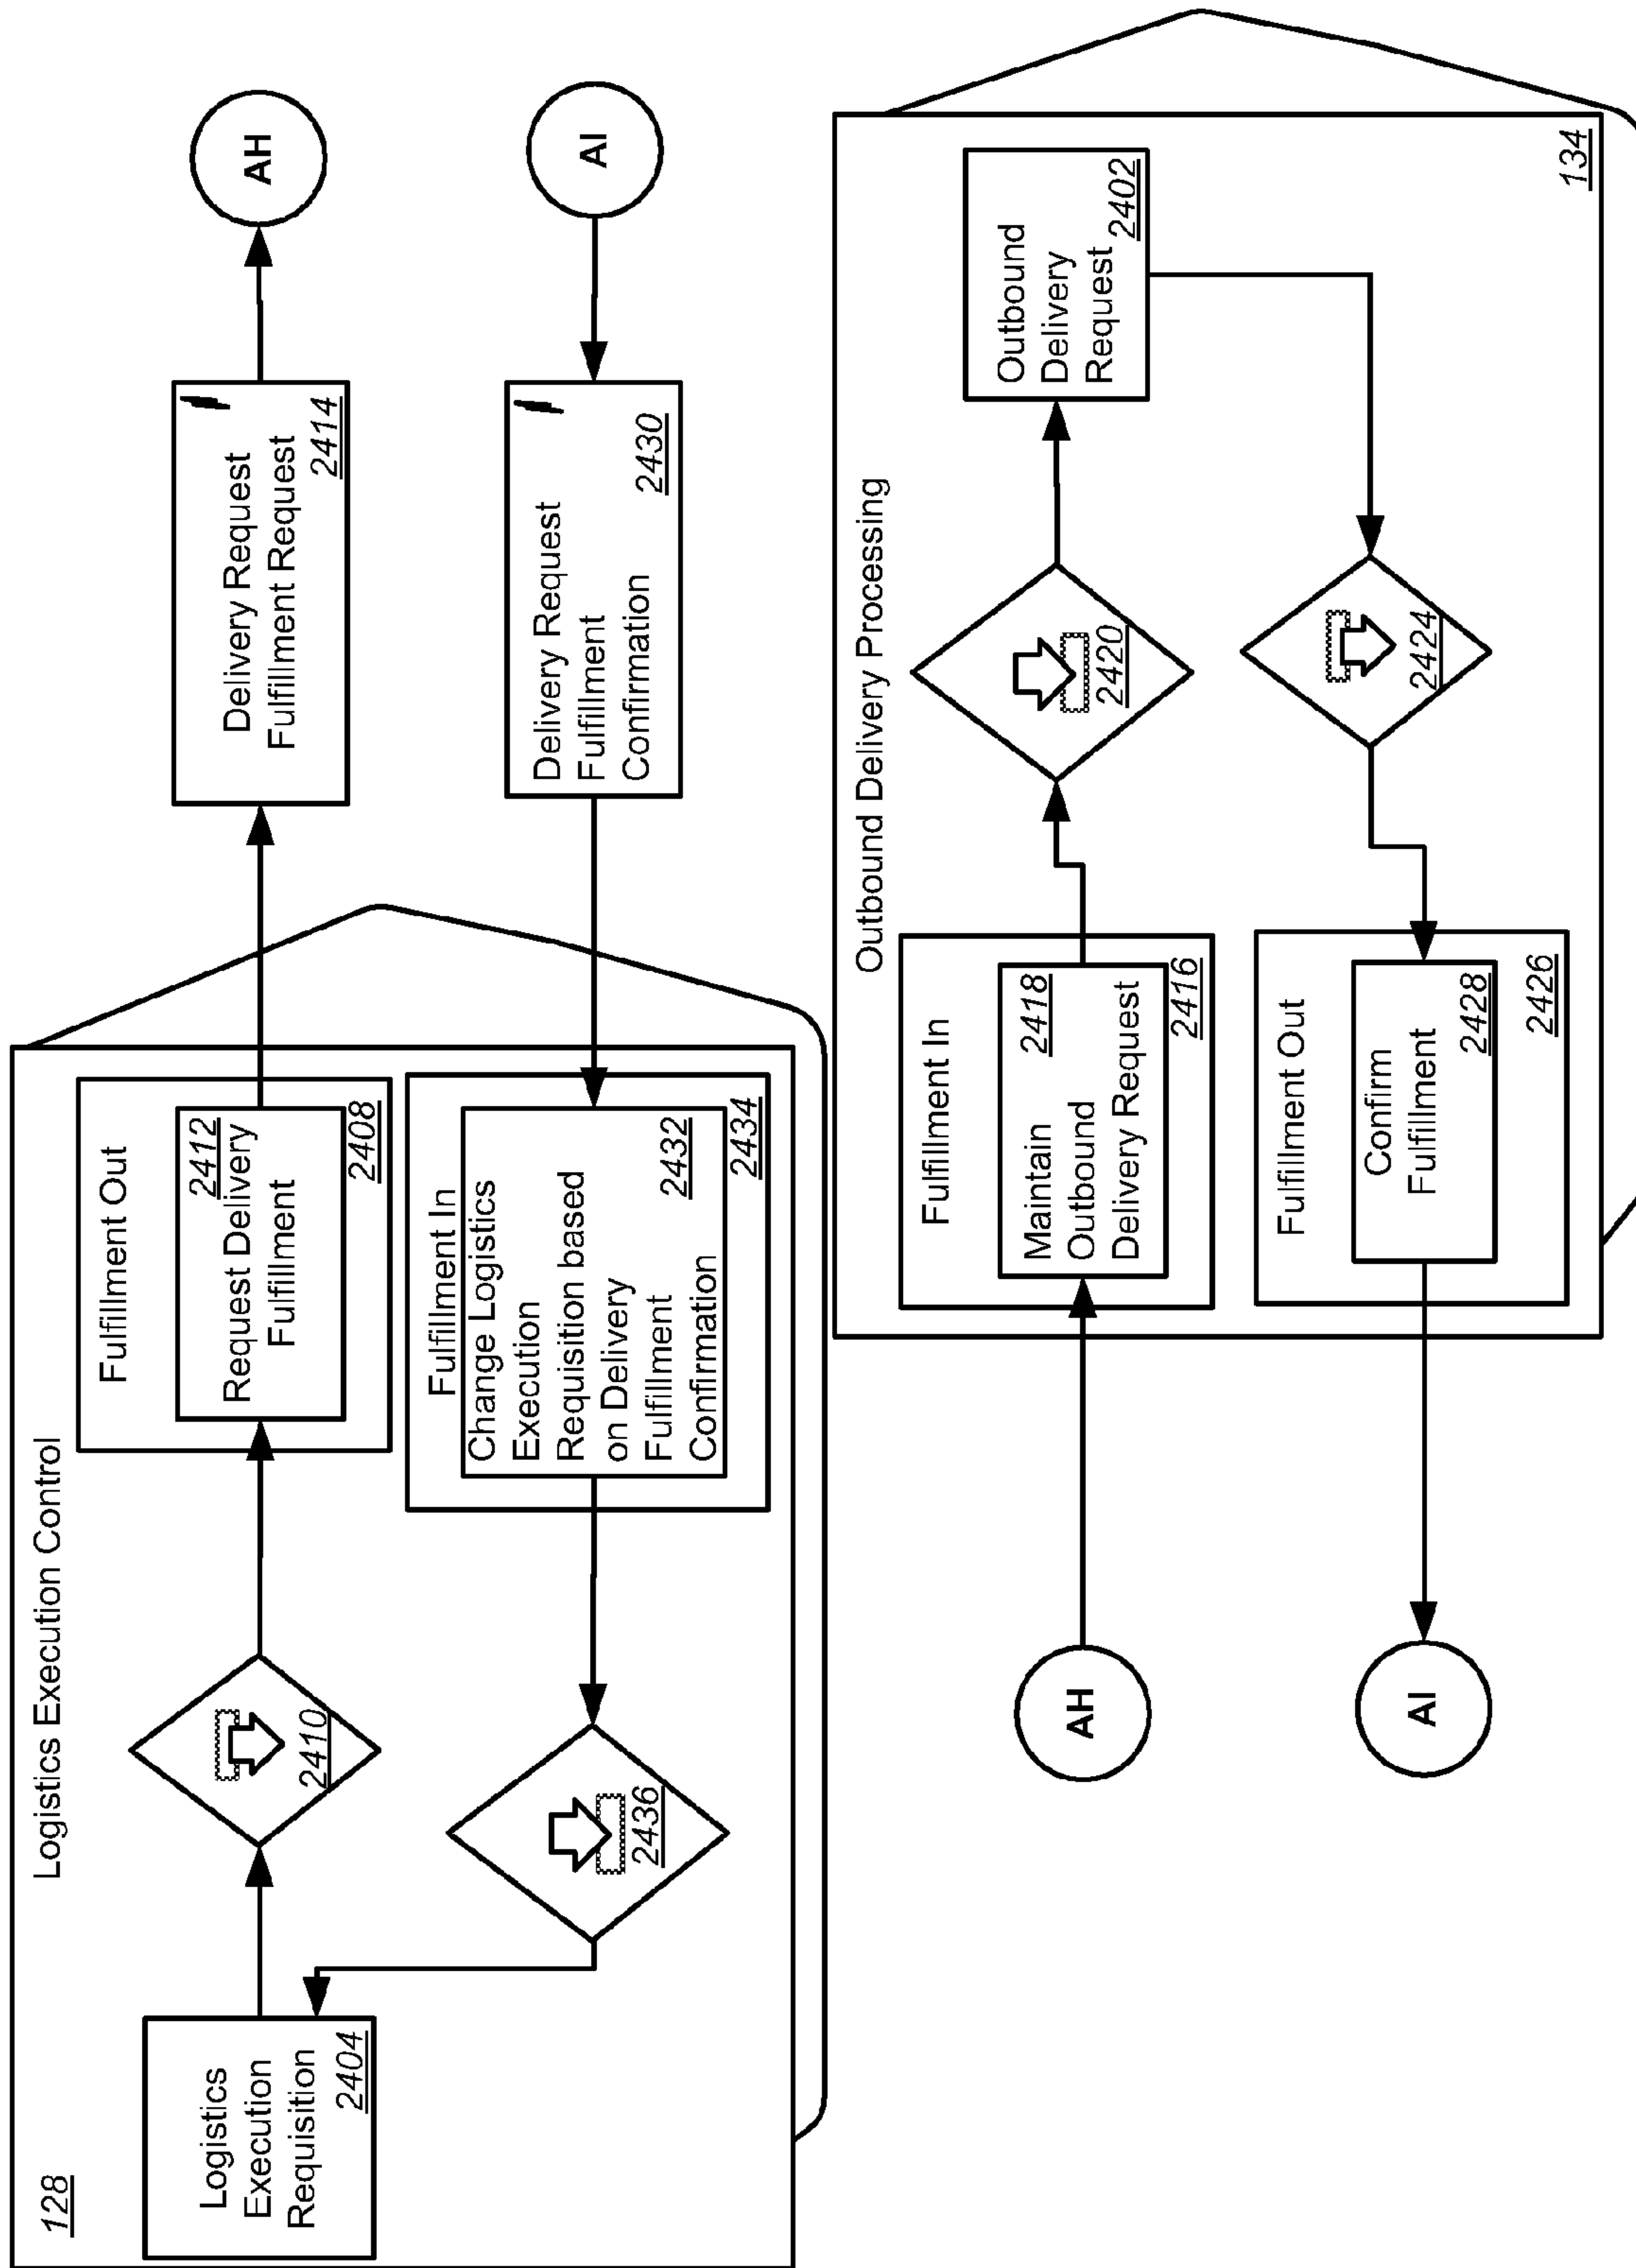 128
Logistics Execution Control
Logistics
Execution
Requisition
2404
2410
Fulfillment Out
2412
Request Delivery
Fulfillment
2408
Delivery Request
Fulfillment Request
2414
AH
2436
Fulfillment In
Change Logistics
Execution
Requisition based
on Delivery
Fulfillment
Confirmation
2432
2434
Delivery Request
Fulfillment
Confirmation
2430
AI
Outbound Delivery Processing
AH
Fulfillment In
Maintain
2418
Outbound
Delivery Request
2416
2420
Outbound
Delivery
Request
2402
AI
Fulfillment Out
Confirm
Fulfillment
2428
2426
2424
134